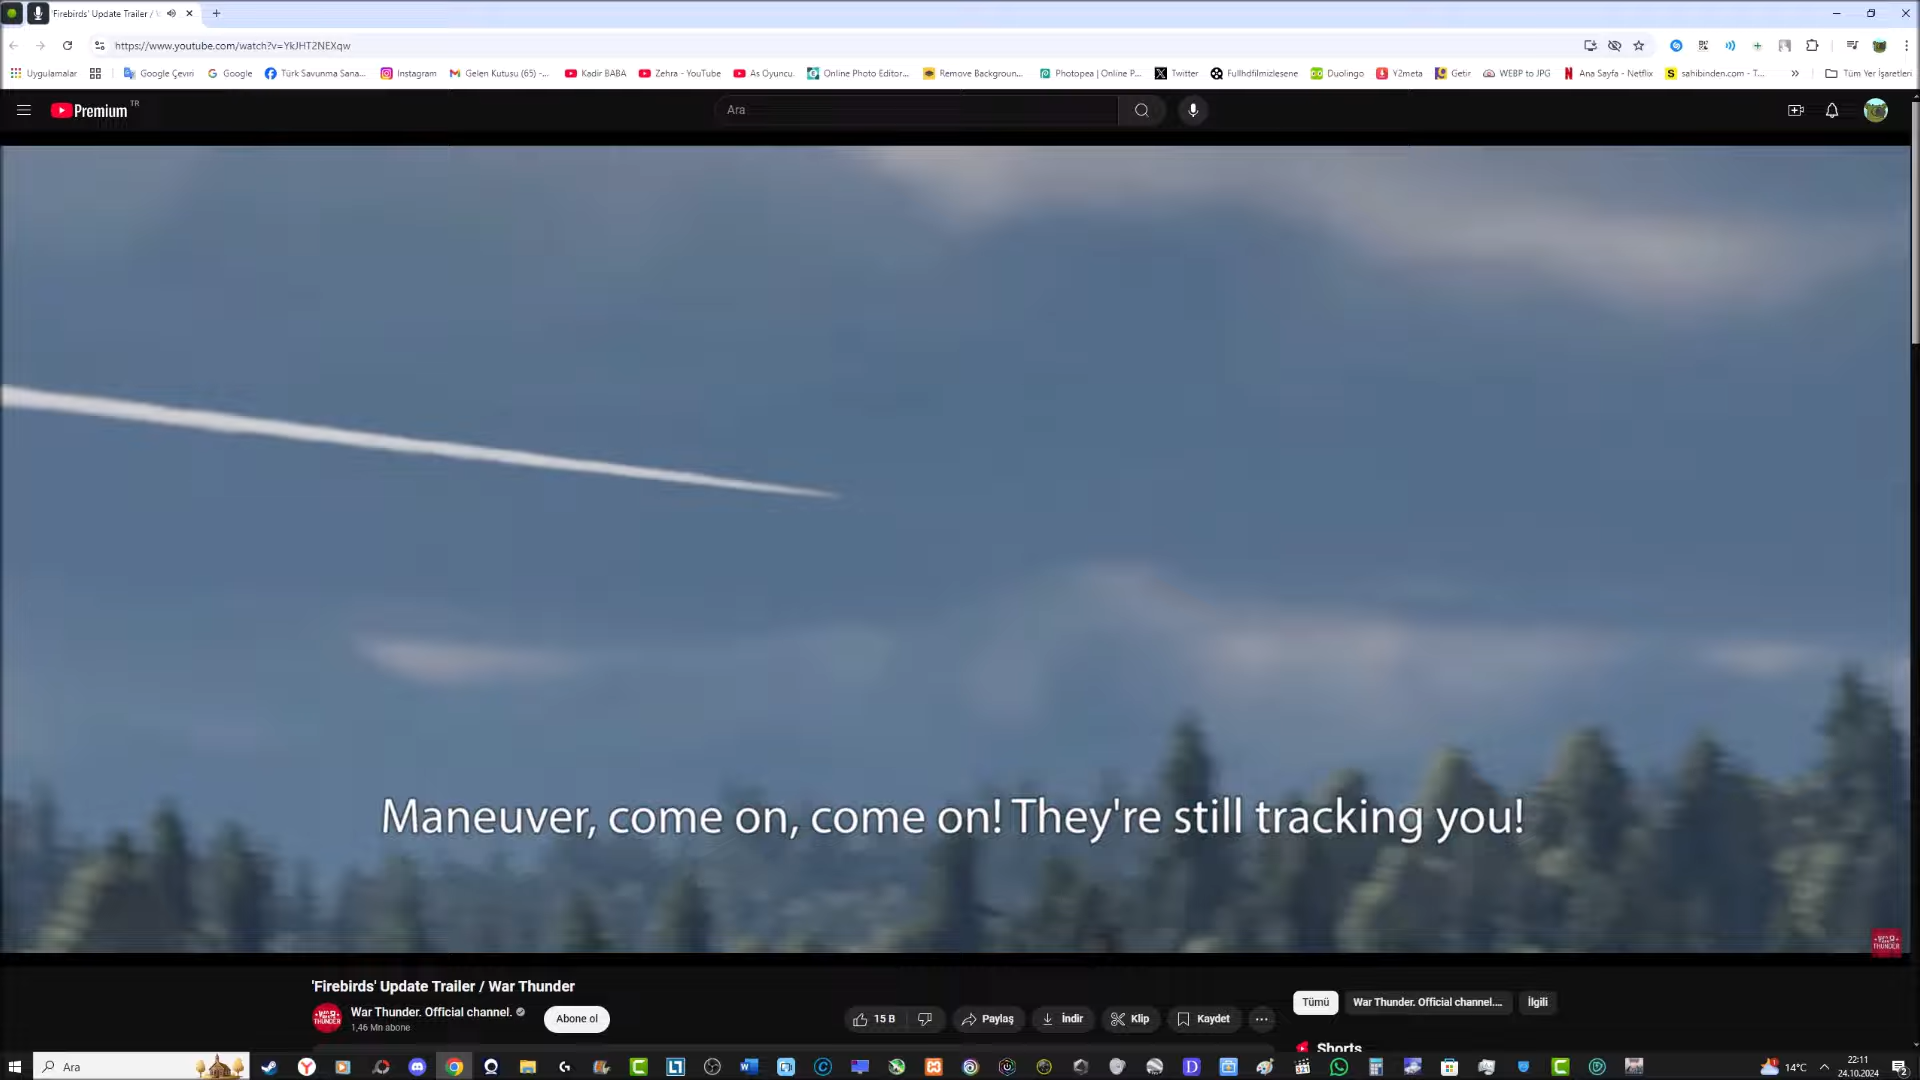 Firebirds' Update Trailer /
https://www.youtube.com/watch?v=YkJHT2NEXqw
Uygulamalar
Google Çeviri
Google
Türk Savunma Sana...
Instagram
Gelen Kutusu (65) -...
Kadir BABA
Zehra - YouTube
As Oyuncu.
Online Photo Editor...
Remove Backgroun...
Photopea | Online P...
Twitter
Fullhdfilmizlesene
Duolingo
Y2meta
Getir
WEBP to JPG
Ana Sayfa - Netflix
sahibinden.com - T...
Tüm Yer İşaretleri
Premium TR
Ara
Maneuver, come on, come on! They're still tracking you!
WAR THUNDER
'Firebirds' Update Trailer / War Thunder
War Thunder. Official channel.
1,46 Mn abone
Abone ol
15 B
Paylaş
İndir
Klip
Kaydet
Tümü
War Thunder. Official channel....
İlgili
Shorts
Ara
14°C
22:11
24.10.2024
2